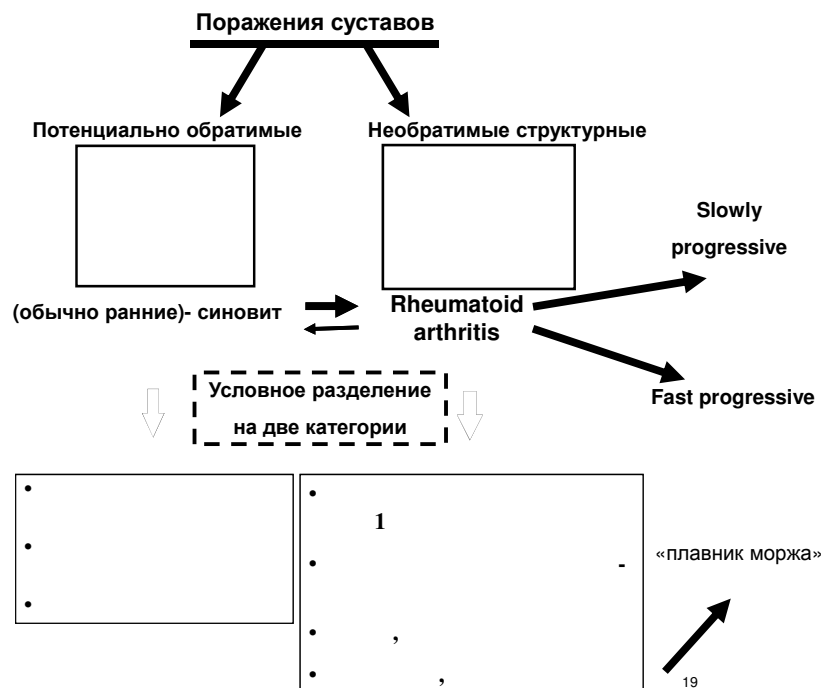 Поражения суставов
Потенциально обратимые
Необратимые структурные
Slowly
progressive
(обычно ранние)- синовит
Rheumatoid
arthritis
Fast progressive
Условное разделение
на две категории
•
•
•
•
1
•
-
•
,
•
,
«плавник моржа»
19